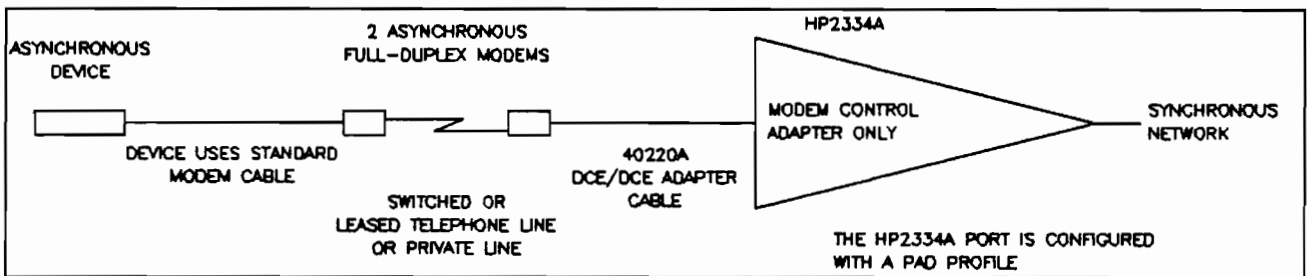 ASYNCHRONOUS
DEVICE
2 ASYNCHRONOUS
FULL-DUPLEX MODEMS
HP2334A
DEVICE USES STANDARD
MODEM CABLE
SWITCHED OR
LEASED TELEPHONE LINE
OR PRIVATE LINE
40220A
DCE/DCE ADAPTER
CABLE
MODEM CONTROL
ADAPTER ONLY
SYNCHRONOUS
NETWORK
THE HP2334A PORT IS CONFIGURED
WITH A PAD PROFILE